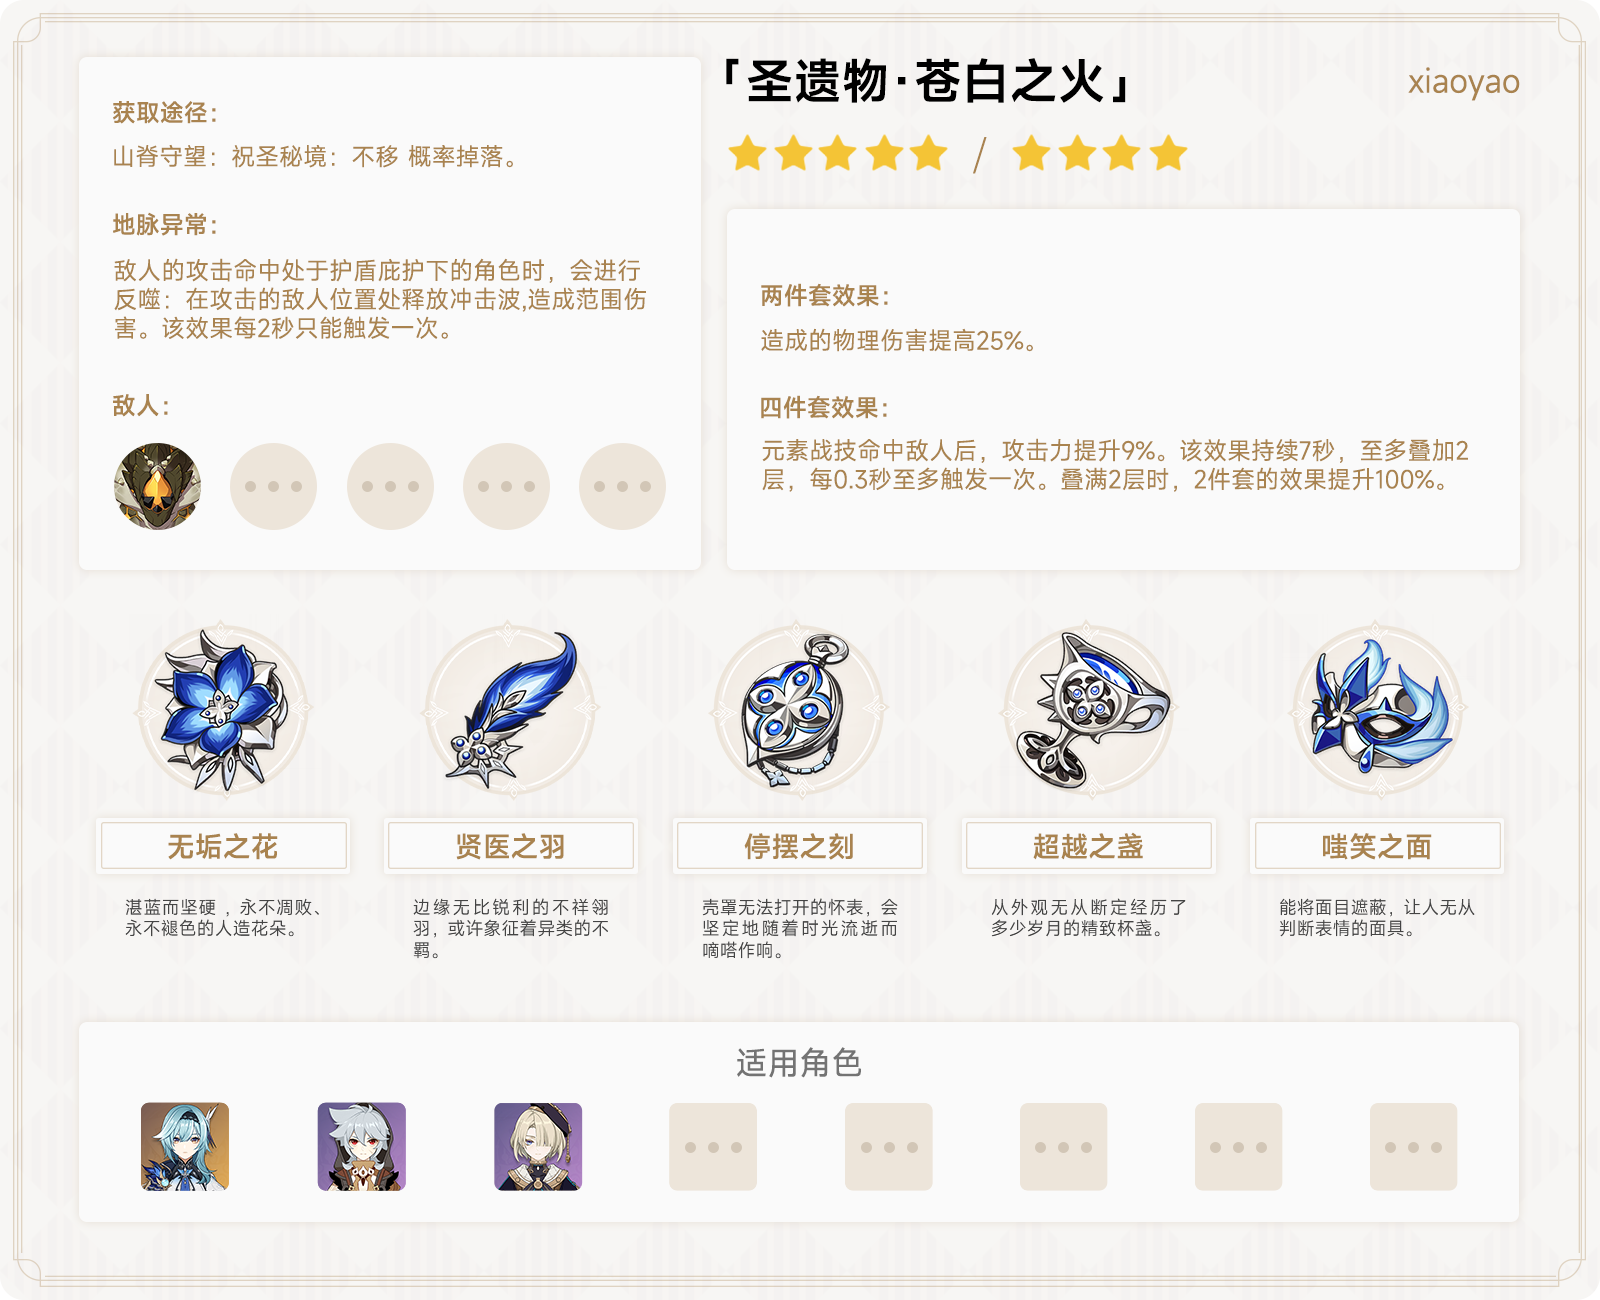 「圣遗物·苍白之火」
xiaoyao
获取途径：
山脊守望：祝圣秘境：不移 概率掉落。
地脉异常：
敌人的攻击命中处于护盾庇护下的角色时，会进行
反噬：在攻击的敌人位置处释放冲击波,造成范围伤
害。该效果每2秒只能触发一次。
敌人：
两件套效果：
造成的物理伤害提高25%。
四件套效果：
元素战技命中敌人后，攻击力提升9%。该效果持续7秒，至多叠加2
层，每0.3秒至多触发一次。叠满2层时，2件套的效果提升100%。
无垢之花
湛蓝而坚硬 ，永不凋败、
永不褪色的人造花朵。
贤医之羽
边缘无比锐利的不祥翎
羽，或许象征着异类的不
羁。
停摆之刻
壳罩无法打开的怀表，会
坚定地随着时光流逝而
嘀嗒作响。
超越之盏
从外观无从断定经历了
多少岁月的精致杯盏。
嗤笑之面
能将面目遮蔽，让人无从
判断表情的面具。
适用角色